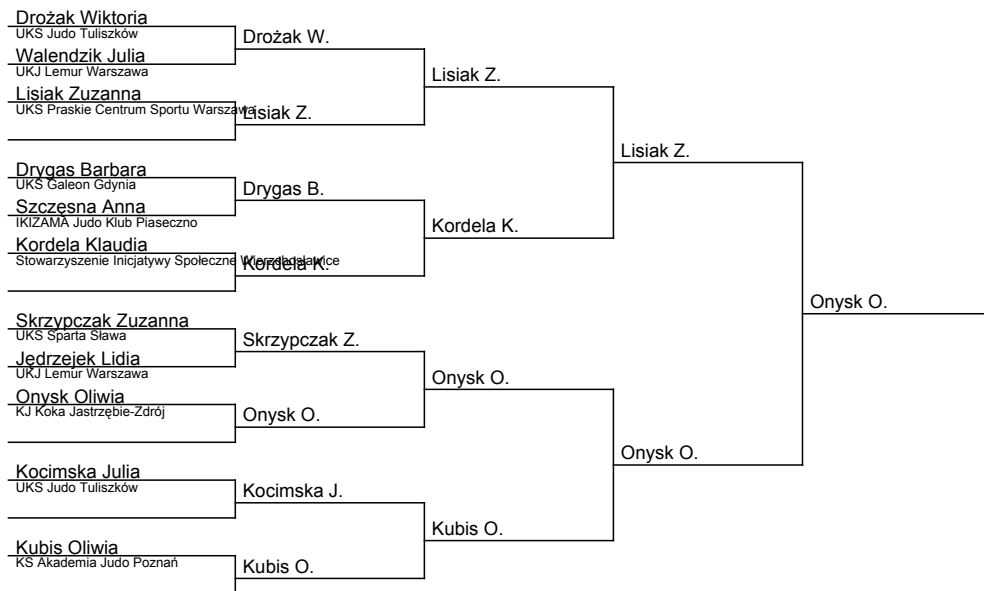 Drożak Wiktoria
UKS Judo Tuliszków
Drożak W.
Walendzik Julia
UKJ Lemur Warszawa
Lisiak Z.
Lisiak Zuzanna
UKS Praskie Centrum Sportu Warszawa
Lisiak Z.
Lisiak Z.
Drygas Barbara
UKS Galeon Gdynia
Drygas B.
Szczęsna Anna
IKIZAMA Judo Klub Piaseczno
Kordela K.
Kordela Klaudia
Stowarzyszenie Inicjatywy Społeczne Wierzchosławice
Kordela K.
Onysk O.
Skrzypczak Zuzanna
UKS Sparta Sława
Skrzypczak Z.
Jędrzejek Lidia
UKJ Lemur Warszawa
Onysk O.
Onysk Oliwia
KJ Koka Jastrzębie-Zdrój
Onysk O.
Onysk O.
Kocimska Julia
UKS Judo Tuliszków
Kocimska J.
Kubis O.
Kubis Oliwia
KS Akademia Judo Poznań
Kubis O.